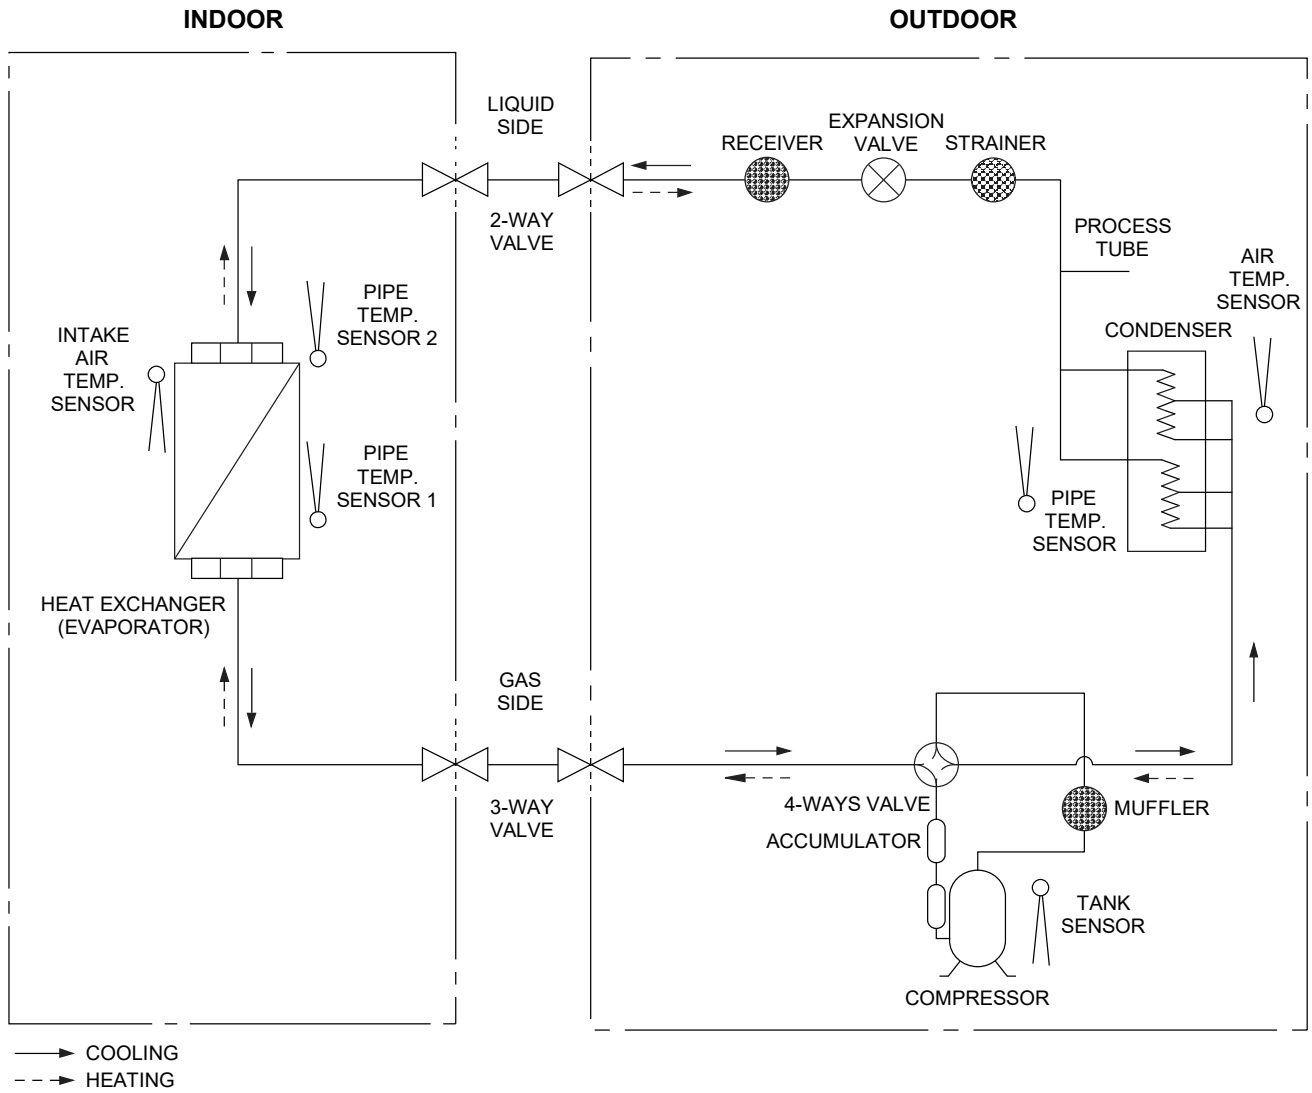 INDOOR
OUTDOOR
LIQUID
SIDE
RECEIVER
EXPANSION
VALVE
STRAINER
2-WAY
VALVE
PROCESS
TUBE
AIR
TEMP.
SENSOR
PIPE
TEMP.
SENSOR 2
INTAKE
AIR
TEMP.
SENSOR
CONDENSER
PIPE
TEMP.
SENSOR 1
PIPE
TEMP.
SENSOR
HEAT EXCHANGER
(EVAPORATOR)
GAS
SIDE
3-WAY
VALVE
4-WAYS VALVE
MUFFLER
ACCUMULATOR
TANK
SENSOR
COMPRESSOR
COOLING
HEATING